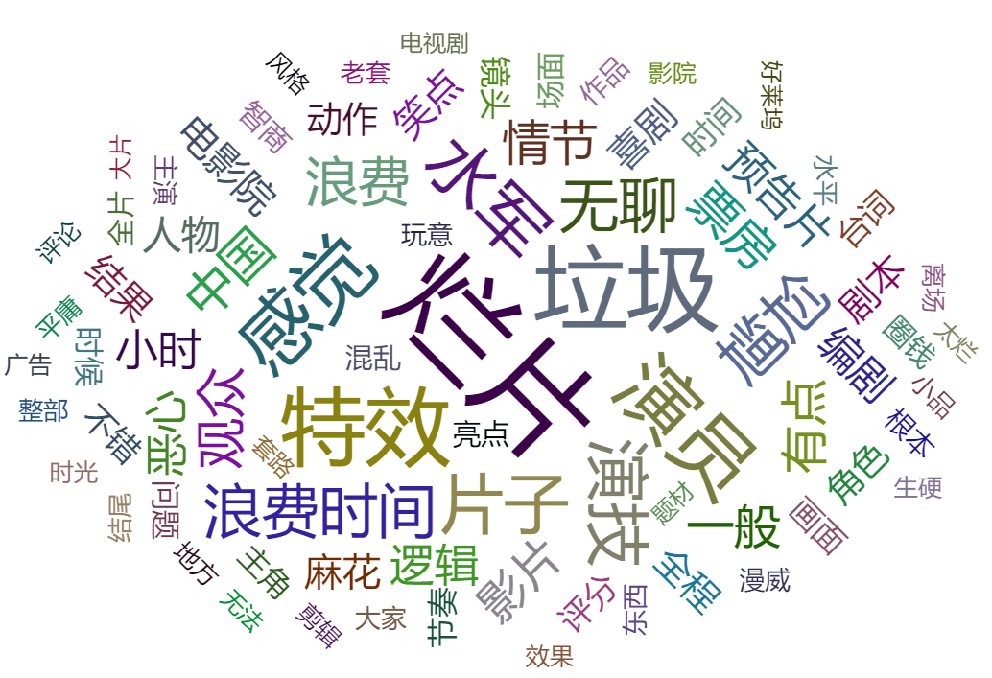 电视剧
风格
老套
笑点
镜头
场面
作品
影院
好莱坞
智商
动作
情节
喜剧
时间
电影院
浪费
水军
无聊
票房
预告片
水平
大片
主演
全片
人物
台词
评论
中国
感觉
玩意
烂片
垃圾
尴尬
剧本
离场
结果
平庸
时候
小时
混乱
编剧
圈钱
大烂
广告
整部
不错
恶心
观众
特效
亮点
演员
有点
根本
小品
套路
时光
结尾
问题
浪费时间
片子
演技
题材
一般
角色
生硬
画面
地方
主角
麻花
逻辑
影片
全程
漫威
无法
剪辑
大家
节奏
评分
东西
效果